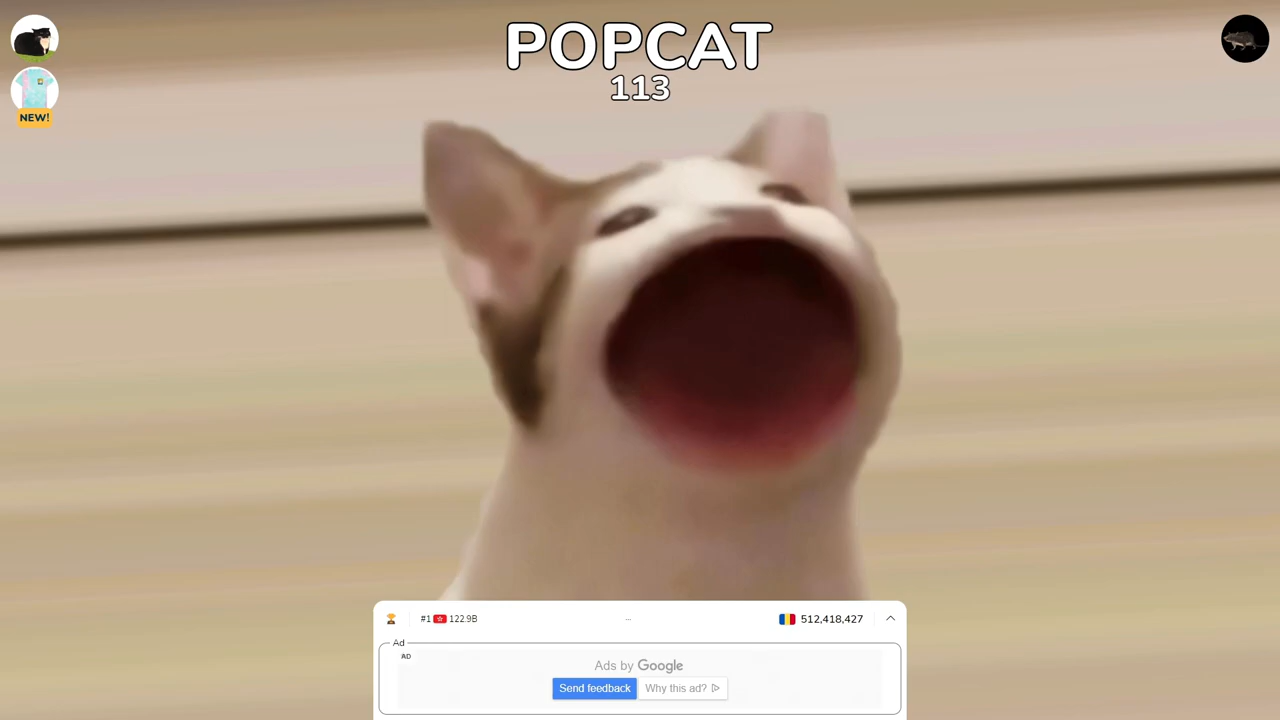 POPCAT
113
NEW!
#1 122.9B
...
512,418,427
Ad
AD
Ads by Google
Send feedback
Why this ad?